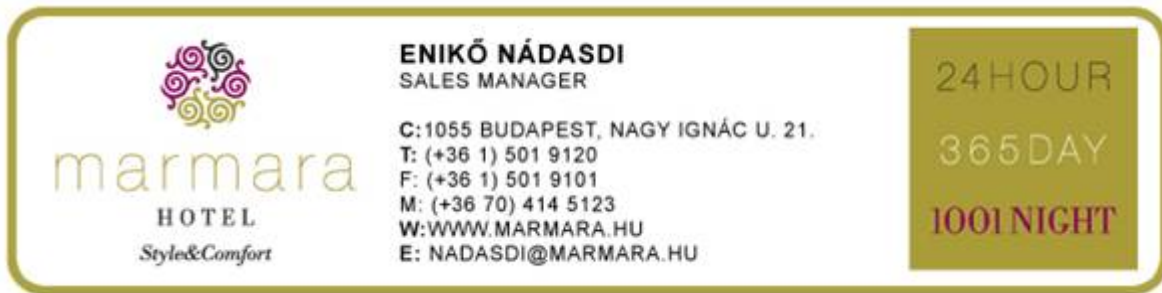 marmara
HOTEL
Style&Comfort
ENIKŐ NÁDASDI
SALES MANAGER
C:1055 BUDAPEST, NAGY IGNÁC U. 21.
T: (+36 1) 501 9120
F: (+36 1) 501 9101
M: (+36 70) 414 5123
W:WWW.MARMARA.HU
E: NADASDI@MARMARA.HU
24HOUR
365DAY
1001 NIGHT